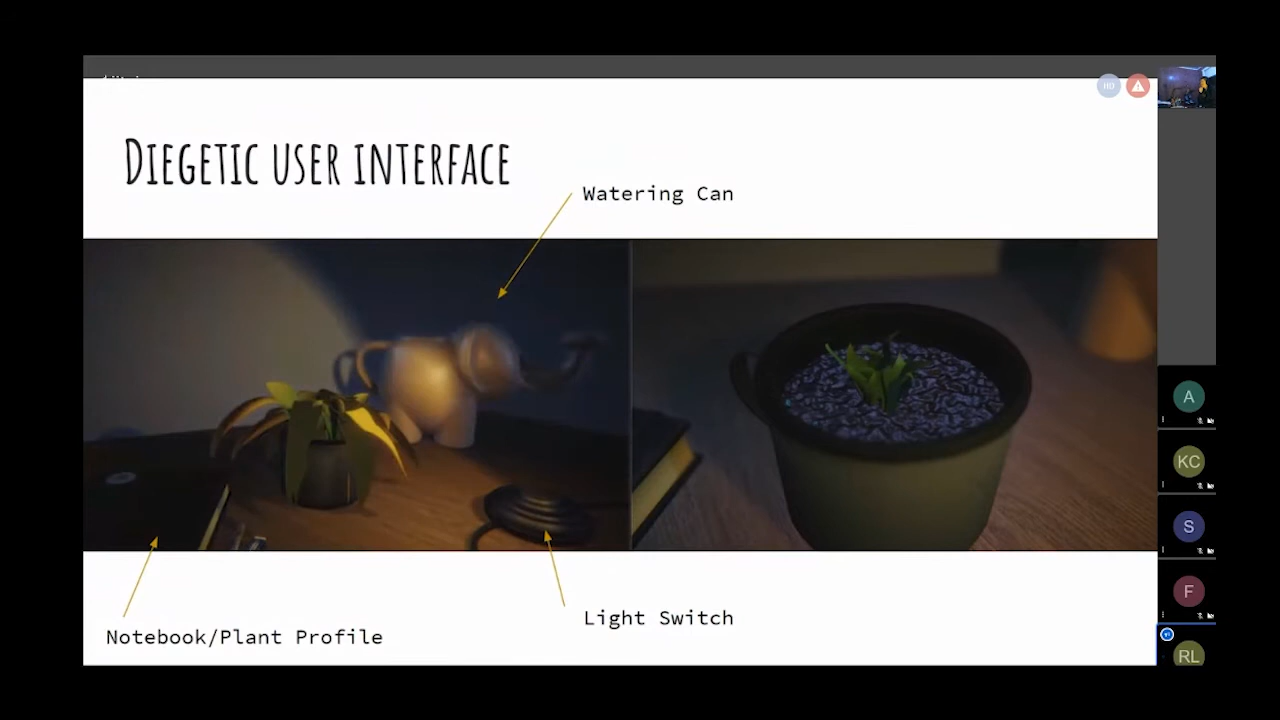 Diegetic user interface
Watering Can
Light Switch
Notebook/Plant Profile
A
KC
S
F
RL